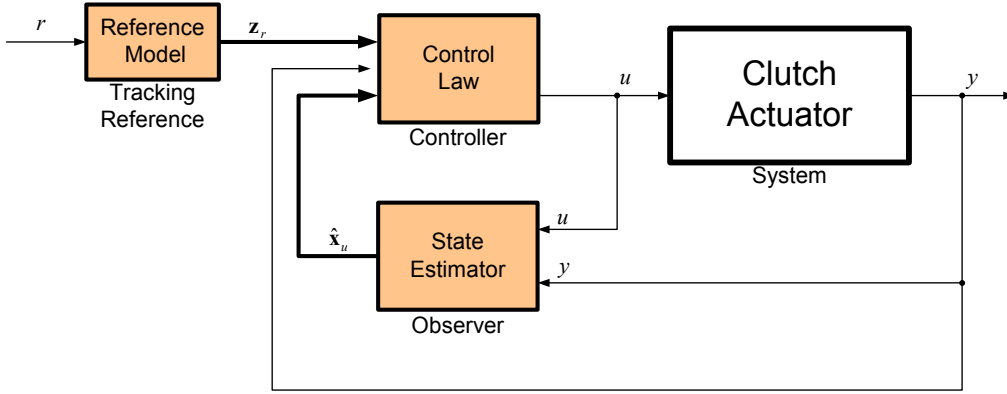 r
Reference
Model
Tracking
Reference
z_r
Control
Law
Controller
u
Clutch
Actuator
System
y
x̂_u
State
Estimator
Observer
u
y